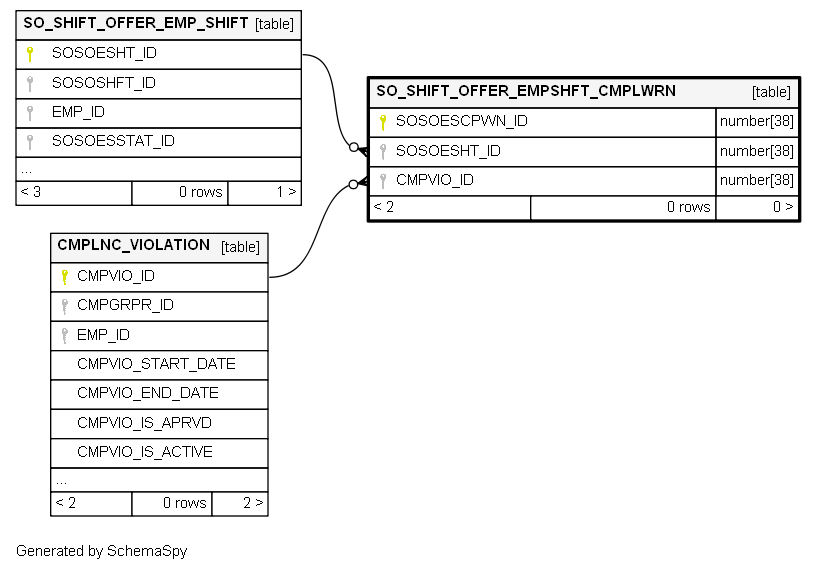 SO_SHIFT_OFFER_EMP_SHIFT [table]
SOSOESHT_ID
SOSOSHFT_ID
EMP_ID
SOSOESSTAT_ID
...
< 3 0 rows 1 >
SO_SHIFT_OFFER_EMPSHFT_CMPLWRN [table]
SOSOESCPWN_ID number[38]
SOSOESHT_ID number[38]
CMPVIO_ID number[38]
< 2 0 rows 0 >
CMPLNC_VIOLATION [table]
CMPVIO_ID
CMPGRPR_ID
EMP_ID
CMPVIO_START_DATE
CMPVIO_END_DATE
CMPVIO_IS_APRVD
CMPVIO_IS_ACTIVE
...
< 2 0 rows 2 >
Generated by SchemaSpy